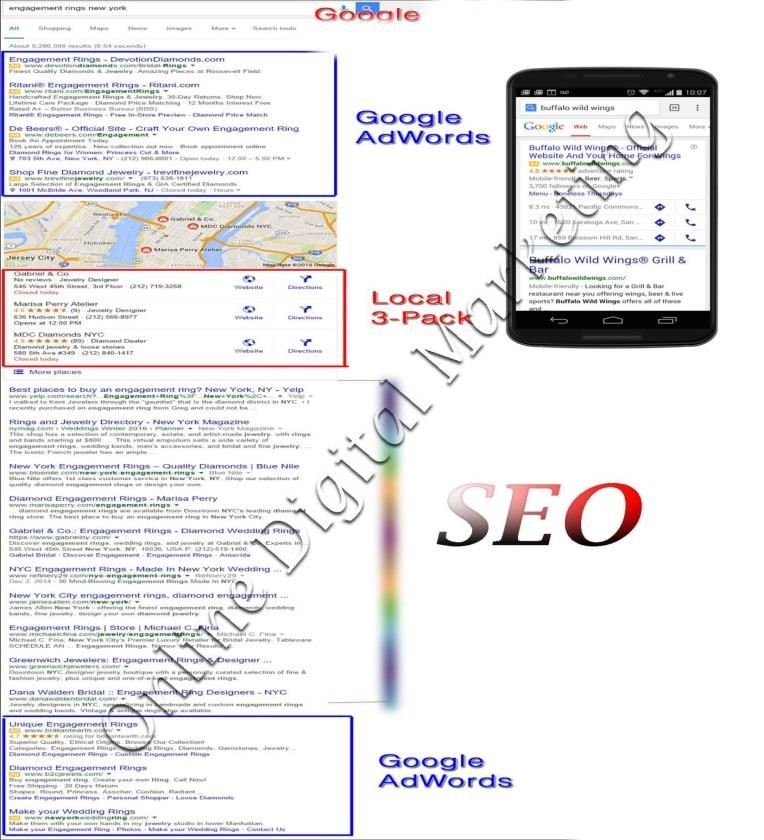 engagement rings new york
Google
All Shopping Maps News Images More Search tools
About 5,280,000 results (0.54 seconds)
Engagement Rings - DevotionDiamonds.com
Ad www.devotiondiamonds.com/Bridal-Rings
Finest Quality Diamonds & Jewelry. Amazing Pieces at Roosevelt Field
Ritani® Engagement Rings - Ritani.com
Ad www.ritani.com/EngagementRings
Handcrafted Engagement Rings & Jewelry. 30-Day Returns. Shop Now.
Lifetime Care Package · Diamond Price Matching · 12 Months Interest Free
Rated A+ – Better Business Bureau (BBB)
Ritani® Engagement Rings - Free In-Store Preview - Diamond Price Match
De Beers® - Official Site - Craft Your Own Engagement Ring
Ad www.debeers.com/Engagement
Book An Appointment Today
125 years of expertise · New collection out now · Book appointment online
Diamond Rings for Women: Princess Cut & More
703 5th Ave, New York, NY - (212) 906-0001 - Open today · 12:00 – 5:00 PM
Shop Fine Diamond Jewelry - trevifinejewelry.com
Ad www.trevifinejewelry.com/ (973) 638-1811
Large Selection of Engagement Rings & GIA Certified Diamonds.
1001 McBride Ave, Woodland Park, NJ - Closed today · Hours
Google
AdWords
Weehawken
Gabriel & Co.
MDC Diamonds NYC
Hoboken
Marisa Perry Atelier
Jersey City
Map data ©2016 Google
Gabriel & Co.
No reviews · Jewelry Designer
545 West 45th Street, 3rd Floor · (212) 719-3258
Closed today
Website Directions
Marisa Perry Atelier
4.6 (9) · Jewelry Designer
636 Hudson Street · (212) 566-8977
Opens at 12:00 PM
Website Directions
MDC Diamonds NYC
4.9 (89) · Diamond Dealer
Diamond jewelry & loose stones
580 5th Ave #349 · (212) 840-1417
Closed today
Website Directions
Local
3-Pack
More places
10:07
buffalo wild wings
Google Web Maps News Images More
Buffalo Wild Wings® - Official
Website And Your Home For Wings
Ad www.buffalowildwings.com/
4.8 advertiser rating
Mobile-friendly · Beer, Sports.™
3,700 followers on Google+
Menu - Boneless Thursdays
8.3 mi · Pacific Commons...
10 mi · Saratoga Ave, San ...
17 mi · Blossom Hill Rd, San...
Buffalo Wild Wings® Grill &
Bar
www.buffalowildwings.com/
Mobile-friendly - Looking for a Grill & Bar
restaurant near you offering wings, beer & live
sports? Buffalo Wild Wings offers all of these
and ...
Best places to buy an engagement ring? New York, NY - Yelp
www.yelp.com/search?...Engagement+Ring%3F...New+York%2C+... Yelp
I walked to Kent Jewelers through the "gauntlet" that is the diamond district in NYC. • I
recently purchased an engagement ring from Greg and could not be ...
Rings and Jewelry Directory - New York Magazine
nymag.com › Weddings Winter 2016 › Planner New York Magazine
This shop has a selection of contemporary, estate, and artist-made jewelry, with rings
and bands starting at $800. ... This virtual emporium sells a wide variety of
engagement rings, wedding bands, men's accessories, and bridal and fine jewelry. ...
The iconic French jeweler has an ample ...
New York Engagement Rings – Quality Diamonds | Blue Nile
www.bluenile.com/new-york-engagement-rings Blue Nile
Blue Nile offers 1st class customer service in New York. Shop our selection of
quality diamond engagement rings or design your own.
Diamond Engagement Rings - Marisa Perry
www.marisaperry.com/engagement-rings
Diamond engagement rings are available from Downtown NYC's leading diamond
ring store. The best place to buy an engagement ring in New York City.
Gabriel & Co.: Engagement Rings - Diamond Wedding Rings
https://www.gabrielny.com/
Discover engagement rings, wedding rings, and jewelry at Gabriel & Experts in...
545 West 45th Street New York, NY, 10036, USA P: (212)-519-1400.
Gabriel Bridal - Discover Engagement - Engagement Rings - Amavida
NYC Engagement Rings - Made In New York Wedding ...
www.refinery29.com/nyc-engagement-rings Refinery29
Dec 2, 2014 - 30 Mind-Blowing Engagement Rings Made In NYC
New York City engagement rings, diamond engagement ...
www.jamesallen.com/new-york/
James Allen New York - offering the finest engagement ring, diamonds, wedding
bands, fine jewelry, design your own diamond jewelry.
Engagement Rings | Store | Michael C. Fina
www.michaelcfina.com/jewelry/engagementrings/ Michael C. Fina
Michael C. Fina, New York City's Premier Luxury Retailer for Bridal Jewelry, Tableware.
SCHEDULE AN ... Engagement Rings. Narrow Your Results
Greenwich Jewelers: Engagement Rings & Designer ...
www.greenwichjewelers.com/
Downtown NYC designer jewelry boutique with a personally curated selection of fine &
fashion jewelry, plus unique and one-of-a-kind engagement rings.
Dana Walden Bridal :: Engagement Ring Designers - NYC
www.danawaldenbridal.com/
Jewelry designers in NYC, specializing in handmade and custom engagement rings
and wedding bands. Vintage & antique rings also available.
SEO
Unique Engagement Rings
Ad www.brilliantearth.com/
4.7 rating for brilliantearth.com
Superior Quality, Ethical Origins. Browse Our Collection!
Categories: Engagement Rings, Wedding Rings, Diamonds, Gemstones, Jewelry...
Diamond Engagement Rings - Custom Engagement Rings
Diamond Engagement Rings
Ad www.b2cjewels.com/
Buy engagement ring. Create your own Ring. Call Now!
Free Shipping · 30 Days Return
Shapes: Round, Princess, Asscher, Cushion, Radiant...
Create Engagement Rings - Personal Shopper - Loose Diamonds
Make your Wedding Rings
Ad www.newyorkweddingring.com/
Make them with your own hands in my jewelry studio in lower Manhattan.
Make your Engagement Ring - Photos - Make your Wedding Rings - Contact Us
Google
AdWords
Online Digital Marketing